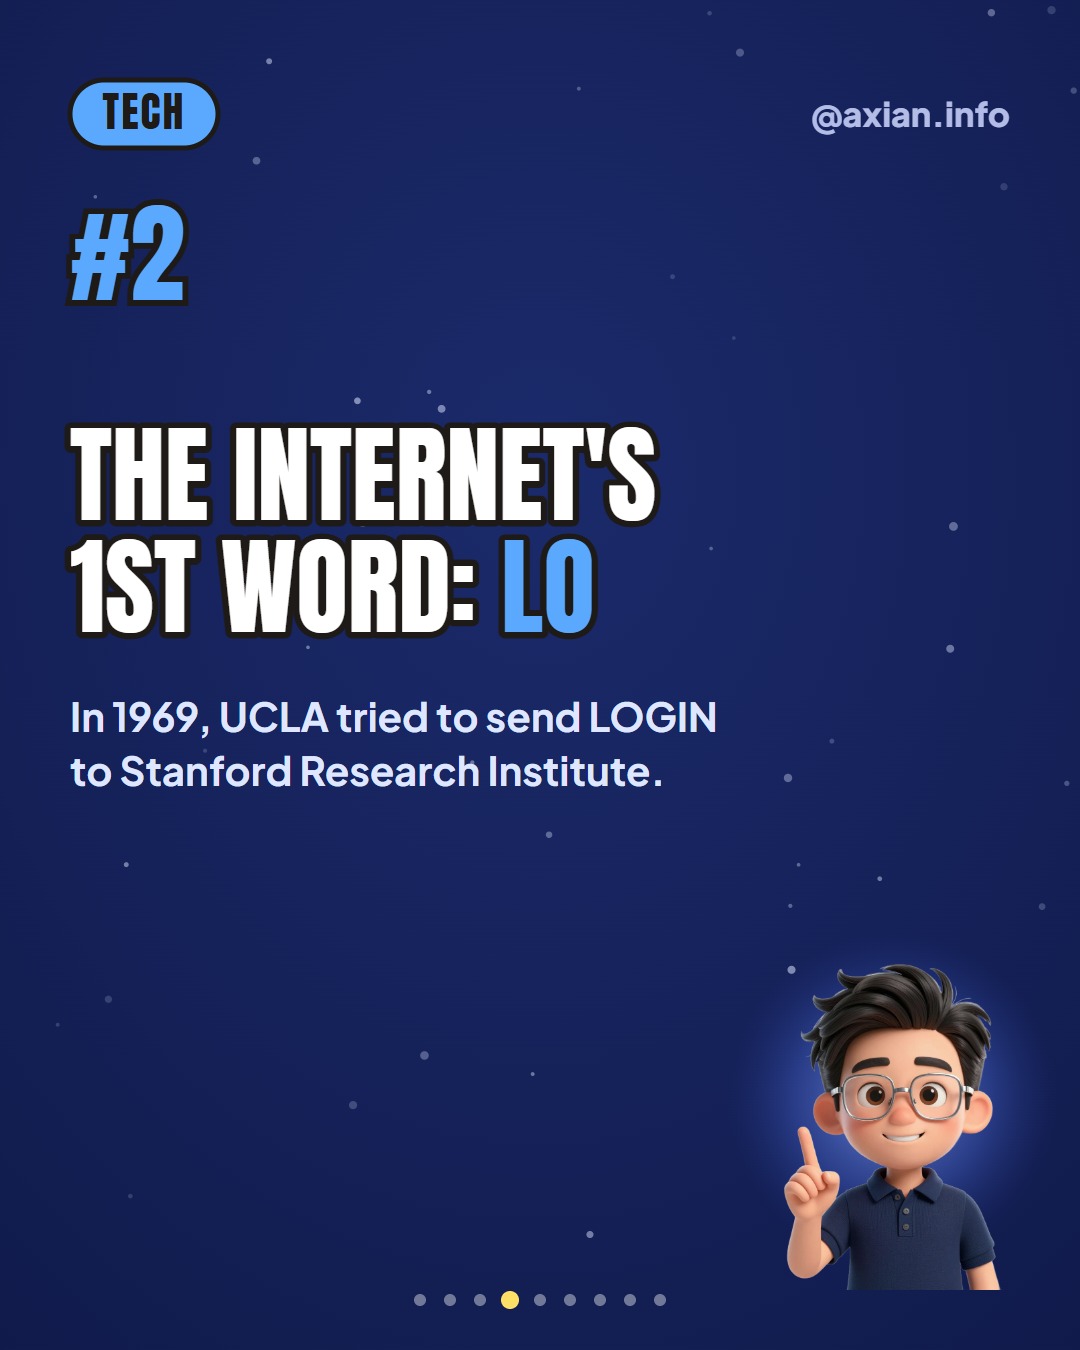 TECH
@axian.info
#2
THE INTERNET'S
1ST WORD: LO
In 1969, UCLA tried to send LOGIN
to Stanford Research Institute.